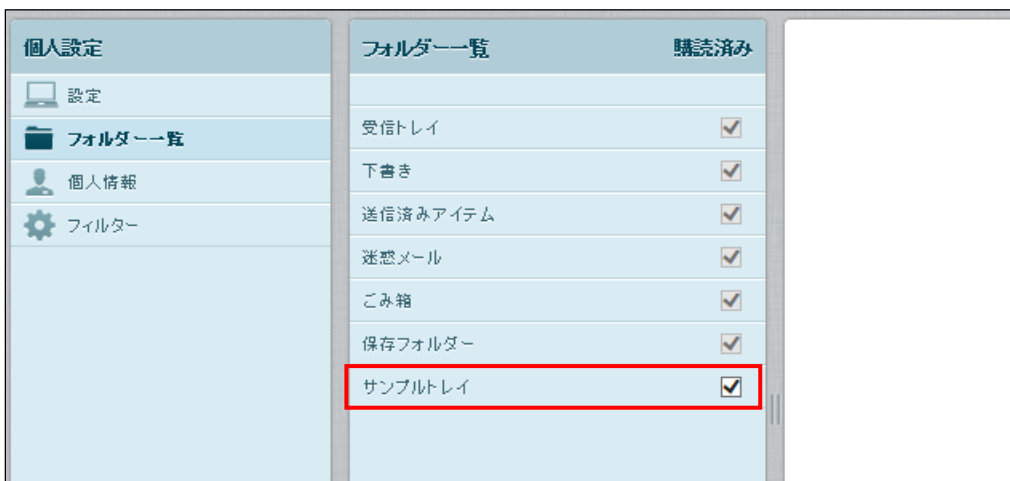 個人設定
設定
フォルダー一覧
個人情報
フィルター
フォルダー一覧 購読済み
受信トレイ
下書き
送信済みアイテム
迷惑メール
ごみ箱
保存フォルダー
サンプルトレイ